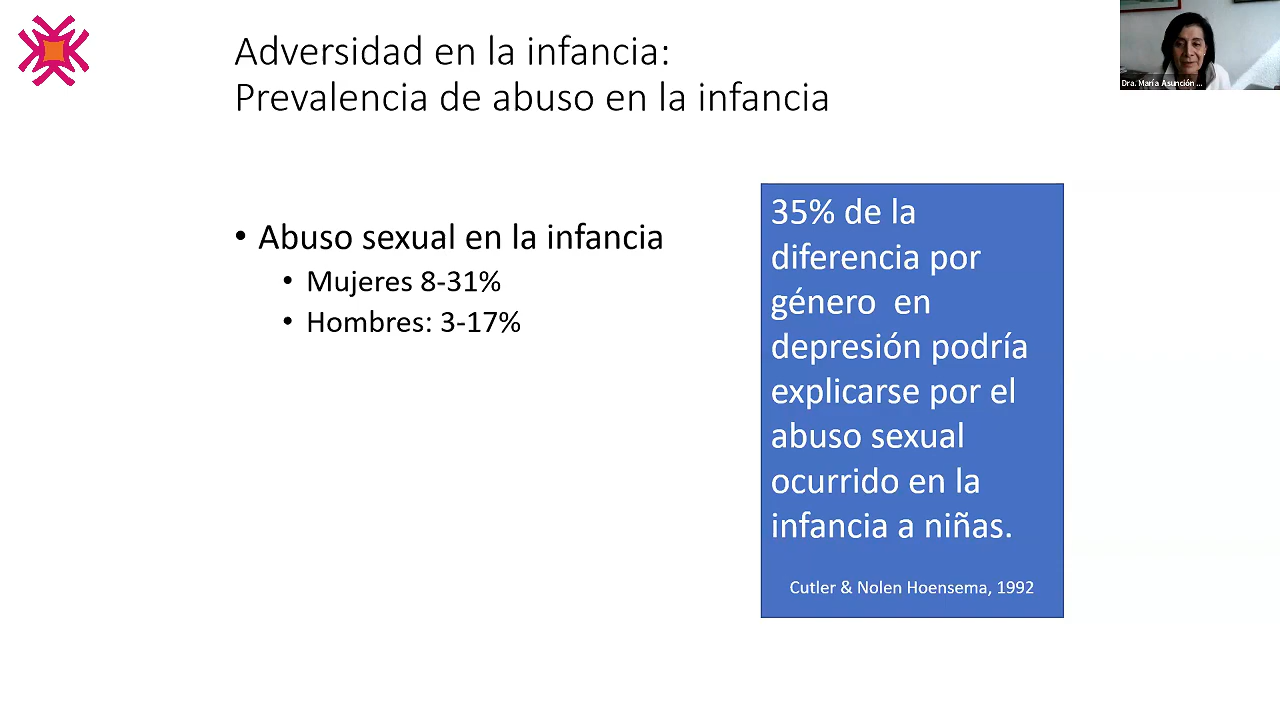 Adversidad en la infancia:
Prevalencia de abuso en la infancia
Dra. María Asunción ...
• Abuso sexual en la infancia
• Mujeres 8-31%
• Hombres: 3-17%
35% de la
diferencia por
género  en
depresión podría
explicarse por el
abuso sexual
ocurrido en la
infancia a niñas.
Cutler & Nolen Hoensema, 1992